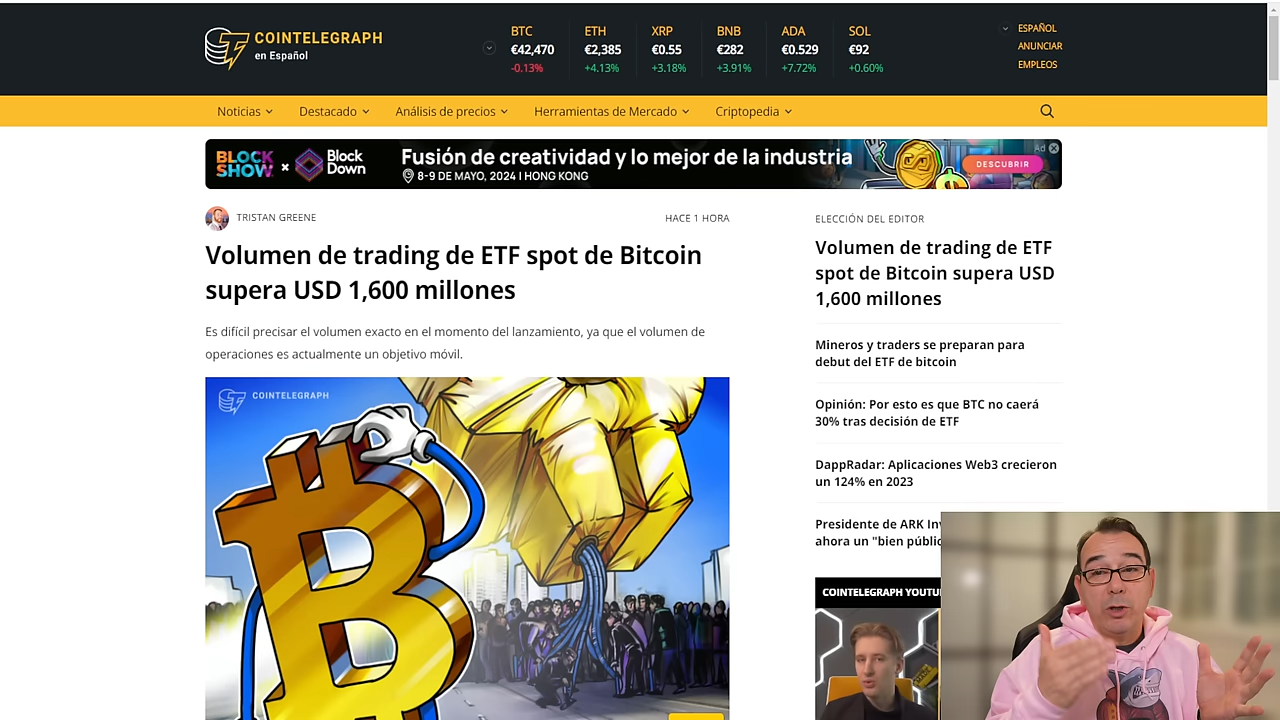 COINTELEGRAPH
en Español
BTC
€42,470
-0.13%
ETH
€2,385
+4.13%
XRP
€0.55
+3.18%
BNB
€282
+3.91%
ADA
€0.529
+7.72%
SOL
€92
+0.60%
ESPAÑOL
ANUNCIAR
EMPLEOS
Noticias
Destacado
Análisis de precios
Herramientas de Mercado
Criptopedia
BLOCK
SHOW
×
Block
Down
Fusión de creatividad y lo mejor de la industria
8-9 DE MAYO, 2024 I HONG KONG
DESCUBRIR
Ad
TRISTAN GREENE
HACE 1 HORA
Volumen de trading de ETF spot de Bitcoin
supera USD 1,600 millones
Es difícil precisar el volumen exacto en el momento del lanzamiento, ya que el volumen de
operaciones es actualmente un objetivo móvil.
COINTELEGRAPH
ELECCIÓN DEL EDITOR
Volumen de trading de ETF
spot de Bitcoin supera USD
1,600 millones
Mineros y traders se preparan para
debut del ETF de bitcoin
Opinión: Por esto es que BTC no caerá
30% tras decisión de ETF
DappRadar: Aplicaciones Web3 crecieron
un 124% en 2023
Presidente de ARK
ahora un "bien
COINTELEGRAPH